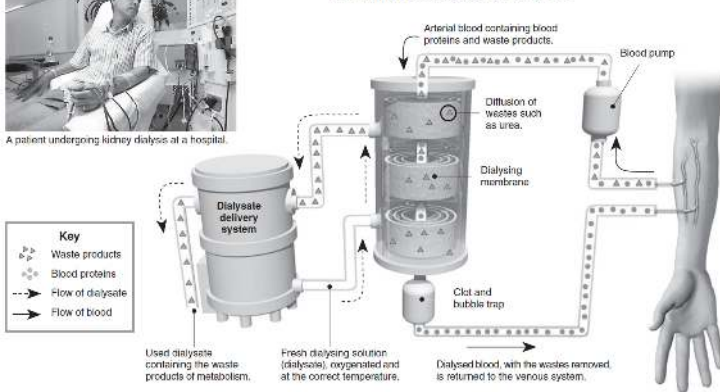 Arterial blood containing blood
proteins and waste products.
Blood pump
Diffusion of
wastes such
as urea.
A patient undergoing kidney dialysis at a hospital.
Dialysing
membrane
Dialysate
delivery
system
Key
Waste products
Blood proteins
Flow of dialysate
Flow of blood
Clot and
bubble trap
Used dialysate
containing the waste
products of metabolism.
Fresh dialysing solution
(dialysate), oxygenated and
at the correct temperature.
Dialysed blood, with the wastes removed,
is returned to the venous system.